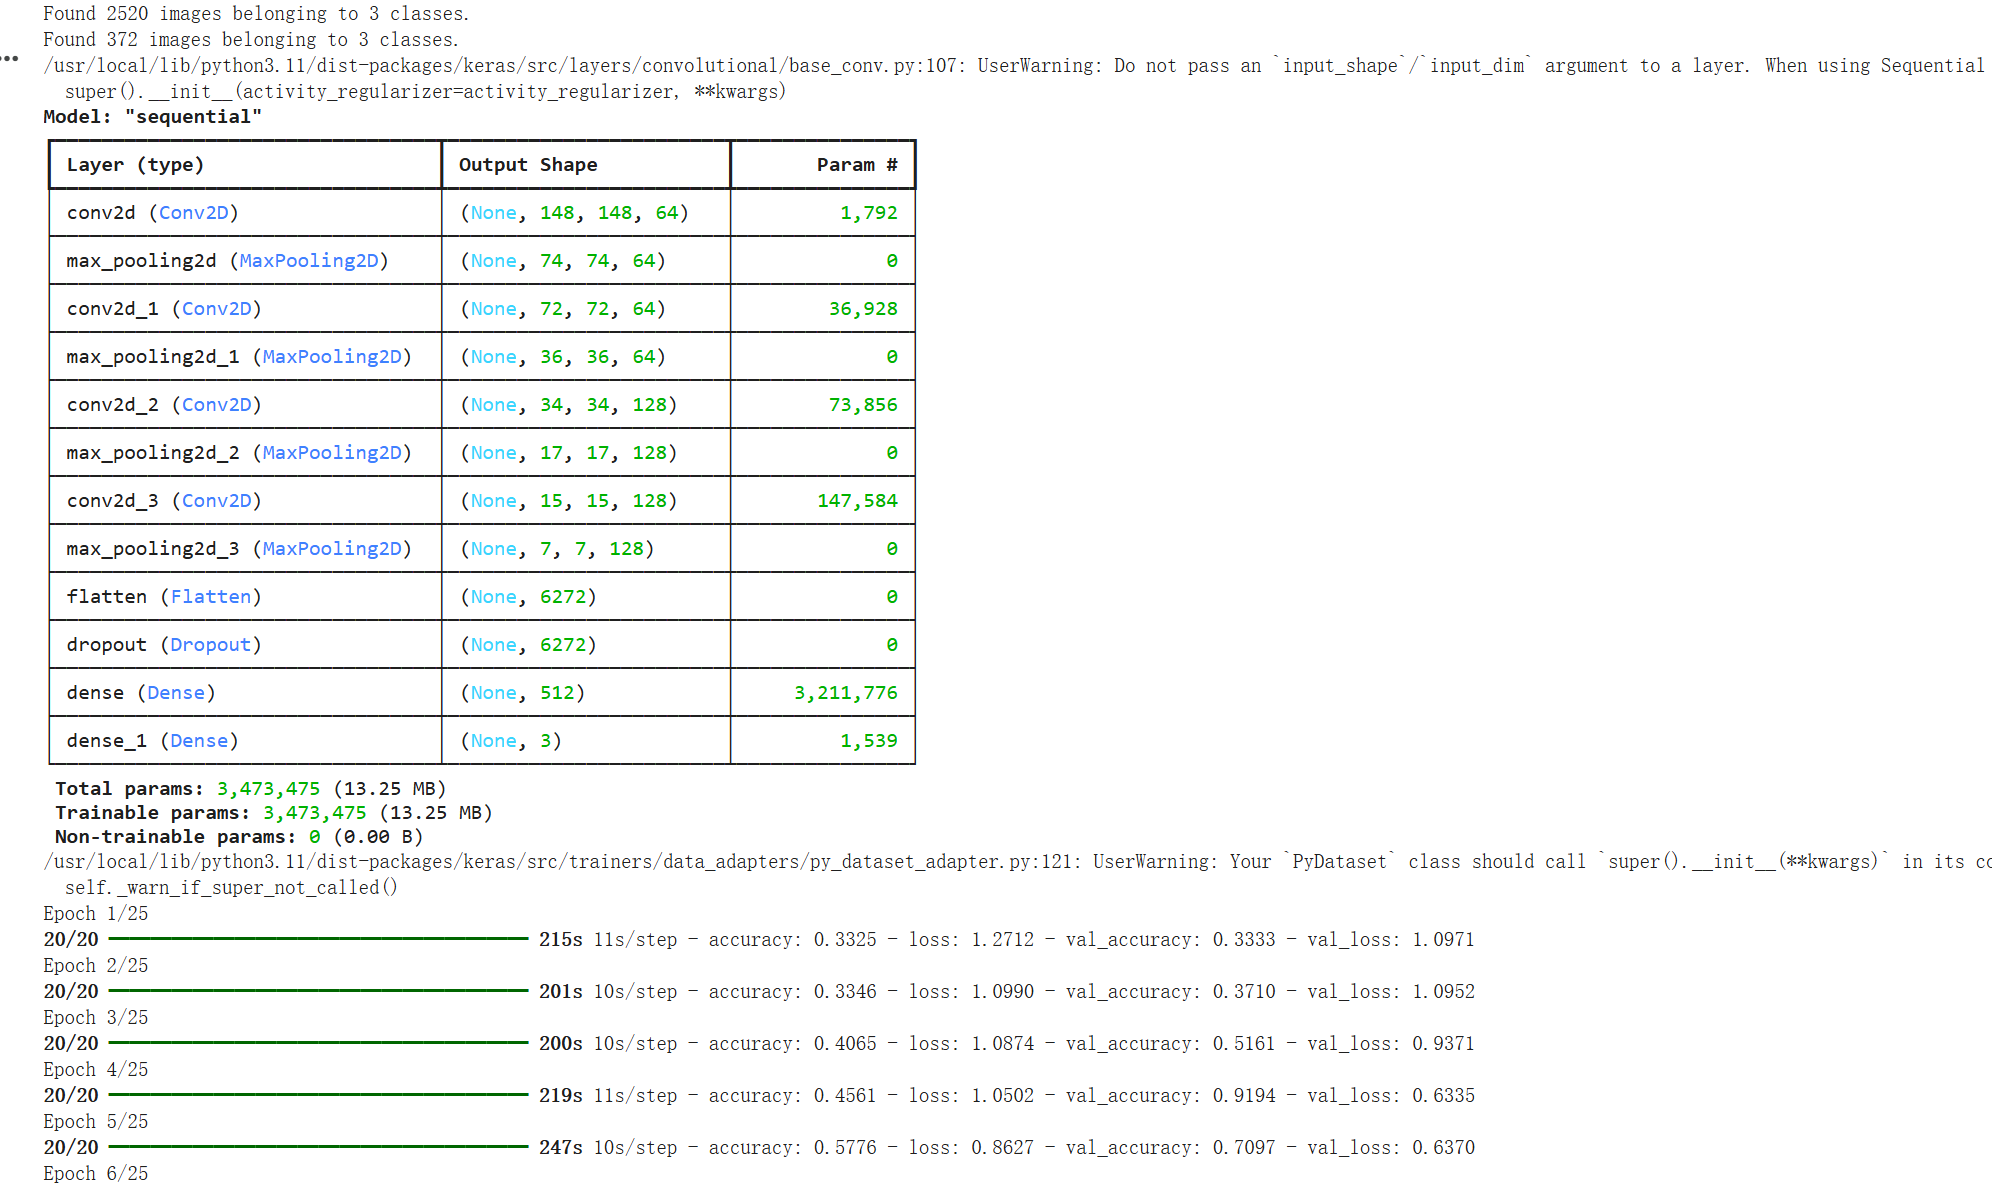 Found 2520 images belonging to 3 classes.
Found 372 images belonging to 3 classes.
/usr/local/lib/python3.11/dist-packages/keras/src/layers/convolutional/base_conv.py:107: UserWarning: Do not pass an `input_shape`/`input_dim` argument to a layer. When using Sequential
super().__init__(activity_regularizer=activity_regularizer, **kwargs)
Model: "sequential"
Layer (type) Output Shape Param #
conv2d (Conv2D) (None, 148, 148, 64) 1,792
max_pooling2d (MaxPooling2D) (None, 74, 74, 64) 0
conv2d_1 (Conv2D) (None, 72, 72, 64) 36,928
max_pooling2d_1 (MaxPooling2D) (None, 36, 36, 64) 0
conv2d_2 (Conv2D) (None, 34, 34, 128) 73,856
max_pooling2d_2 (MaxPooling2D) (None, 17, 17, 128) 0
conv2d_3 (Conv2D) (None, 15, 15, 128) 147,584
max_pooling2d_3 (MaxPooling2D) (None, 7, 7, 128) 0
flatten (Flatten) (None, 6272) 0
dropout (Dropout) (None, 6272) 0
dense (Dense) (None, 512) 3,211,776
dense_1 (Dense) (None, 3) 1,539
Total params: 3,473,475 (13.25 MB)
Trainable params: 3,473,475 (13.25 MB)
Non-trainable params: 0 (0.00 B)
/usr/local/lib/python3.11/dist-packages/keras/src/trainers/data_adapters/py_dataset_adapter.py:121: UserWarning: Your `PyDataset` class should call `super().__init__(**kwargs)` in its
self._warn_if_super_not_called()
Epoch 1/25
20/20 215s 11s/step - accuracy: 0.3325 - loss: 1.2712 - val_accuracy: 0.3333 - val_loss: 1.0971
Epoch 2/25
20/20 201s 10s/step - accuracy: 0.3346 - loss: 1.0990 - val_accuracy: 0.3710 - val_loss: 1.0952
Epoch 3/25
20/20 200s 10s/step - accuracy: 0.4065 - loss: 1.0874 - val_accuracy: 0.5161 - val_loss: 0.9371
Epoch 4/25
20/20 219s 11s/step - accuracy: 0.4561 - loss: 1.0502 - val_accuracy: 0.9194 - val_loss: 0.6335
Epoch 5/25
20/20 247s 10s/step - accuracy: 0.5776 - loss: 0.8627 - val_accuracy: 0.7097 - val_loss: 0.6370
Epoch 6/25